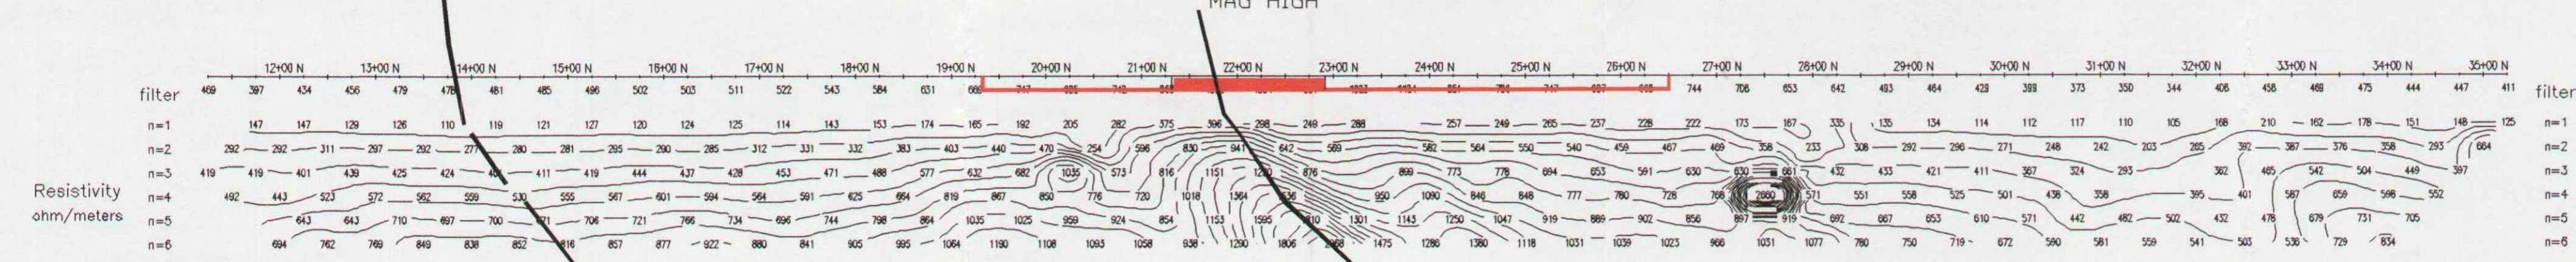 MAG HIGH
12+00 N 13+00 N 14+00 N 15+00 N 16+00 N 17+00 N 18+00 N 19+00 N 20+00 N 21+00 N 22+00 N 23+00 N 24+00 N 25+00 N 26+00 N 27+00 N 28+00 N 29+00 N 30+00 N 31+00 N 32+00 N 33+00 N 34+00 N 35+00 N
filter 469 397 434 456 479 478 481 485 496 502 503 511 522 543 584 631 744 706 653 642 493 464 429 399 373 350 344 406 458 469 475 444 447 411 filter
n=1 147 147 129 126 110 119 121 127 120 124 125 114 143 153 174 165 192 205 282 375 396 298 249 288 257 249 265 237 228 222 173 167 335 135 134 114 112 117 110 105 168 210 162 178 151 148 125 n=1
n=2 292 292 311 297 292 277 280 281 295 290 285 312 331 332 383 403 440 470 254 596 830 941 642 569 582 564 550 540 459 467 469 358 233 308 292 296 271 248 242 203 265 392 387 376 358 293 664 n=2
n=3 419 419 401 439 425 424 411 419 444 437 428 453 471 488 577 632 682 1035 573 816 1151 876 899 773 778 694 653 591 630 630 661 432 433 421 411 367 324 293 362 465 542 504 449 397 n=3
Resistivity
n=4 492 443 523 572 562 559 530 555 567 601 594 564 591 625 664 819 867 850 776 720 1018 1364 950 1090 846 848 777 780 728 768 2660 571 551 558 525 501 436 358 395 401 587 659 598 552 n=4
ohm/meters
n=5 643 643 710 697 700 706 721 766 734 696 744 798 864 1035 1025 959 924 854 1153 1595 1301 1143 1250 1047 919 889 902 856 897 919 692 667 653 610 571 442 482 502 432 478 679 731 705 n=5
n=6 694 762 769 849 838 852 816 857 877 922 880 841 905 995 1064 1190 1108 1093 1058 938 1290 1806 1475 1286 1380 1118 1031 1039 1023 966 1031 1077 780 750 719 672 590 581 559 541 503 536 729 834 n=6